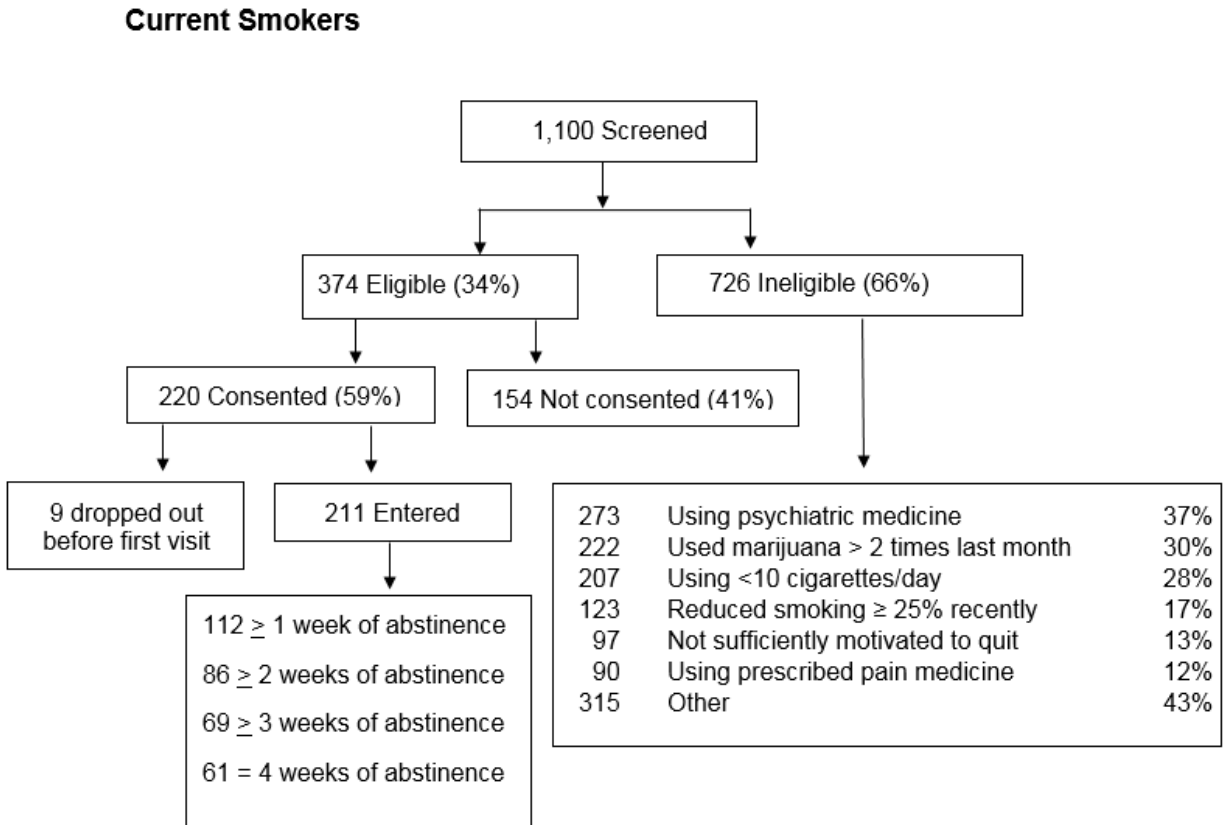 Current Smokers
1,100 Screened
374 Eligible (34%)
726 Ineligible (66%)
220 Consented (59%)
154 Not consented (41%)
9 dropped out
before first visit
211 Entered
112 ≥ 1 week of abstinence
86 ≥ 2 weeks of abstinence
69 ≥ 3 weeks of abstinence
61 = 4 weeks of abstinence
273 Using psychiatric medicine 37%
222 Used marijuana > 2 times last month 30%
207 Using <10 cigarettes/day 28%
123 Reduced smoking ≥ 25% recently 17%
97 Not sufficiently motivated to quit 13%
90 Using prescribed pain medicine 12%
315 Other 43%